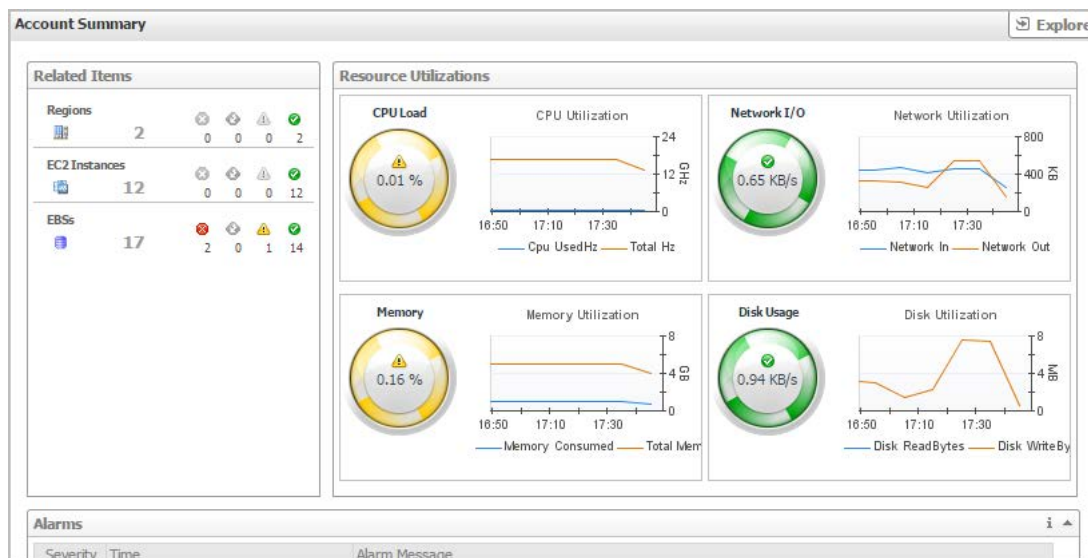 Account Summary
Explore
Related Items
Regions
2
0 0 0 2
EC2 Instances
12
0 0 0 12
EBSs
17
2 0 1 14
Resource Utilizations
CPU Load
0.01 %
CPU Utilization
24
12
0
GHz
16:50 17:10 17:30
Cpu UsedHz Total Hz
Network I/O
0.65 KB/s
Network Utilization
800
400
0
KB
16:50 17:10 17:30
Network In Network Out
Memory
0.16 %
Memory Utilization
8
4
0
GB
16:50 17:10 17:30
Memory Consumed Total Mem
Disk Usage
0.94 KB/s
Disk Utilization
8
4
0
MB
16:50 17:10 17:30
Disk ReadBytes Disk WriteBy
Alarms
i
Severity Time Alarm Message